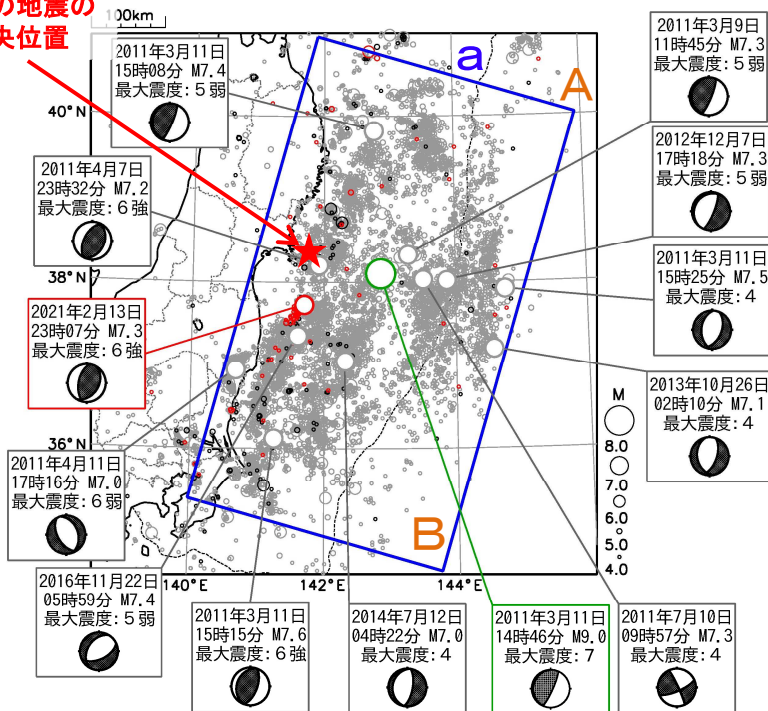 の地震の
央位置
100km
a
A
B
40°N
38°N
36°N
140°E
142°E
144°E
2011年3月11日
15時08分 M7.4
最大震度:5弱
2011年4月7日
23時32分 M7.2
最大震度:6強
2021年2月13日
23時07分 M7.3
最大震度:6強
2011年4月11日
17時16分 M7.0
最大震度:6弱
2016年11月22日
05時59分 M7.4
最大震度:5弱
2011年3月11日
15時15分 M7.6
最大震度:6強
2014年7月12日
04時22分 M7.0
最大震度:4
2011年3月11日
14時46分 M9.0
最大震度:7
2011年7月10日
09時57分 M7.3
最大震度:4
2011年3月9日
11時45分 M7.3
最大震度:5弱
2012年12月7日
17時18分 M7.3
最大震度:5弱
2011年3月11日
15時25分 M7.5
最大震度:4
2013年10月26日
02時10分 M7.1
最大震度:4
M
8.0
7.0
6.0
5.0
4.0